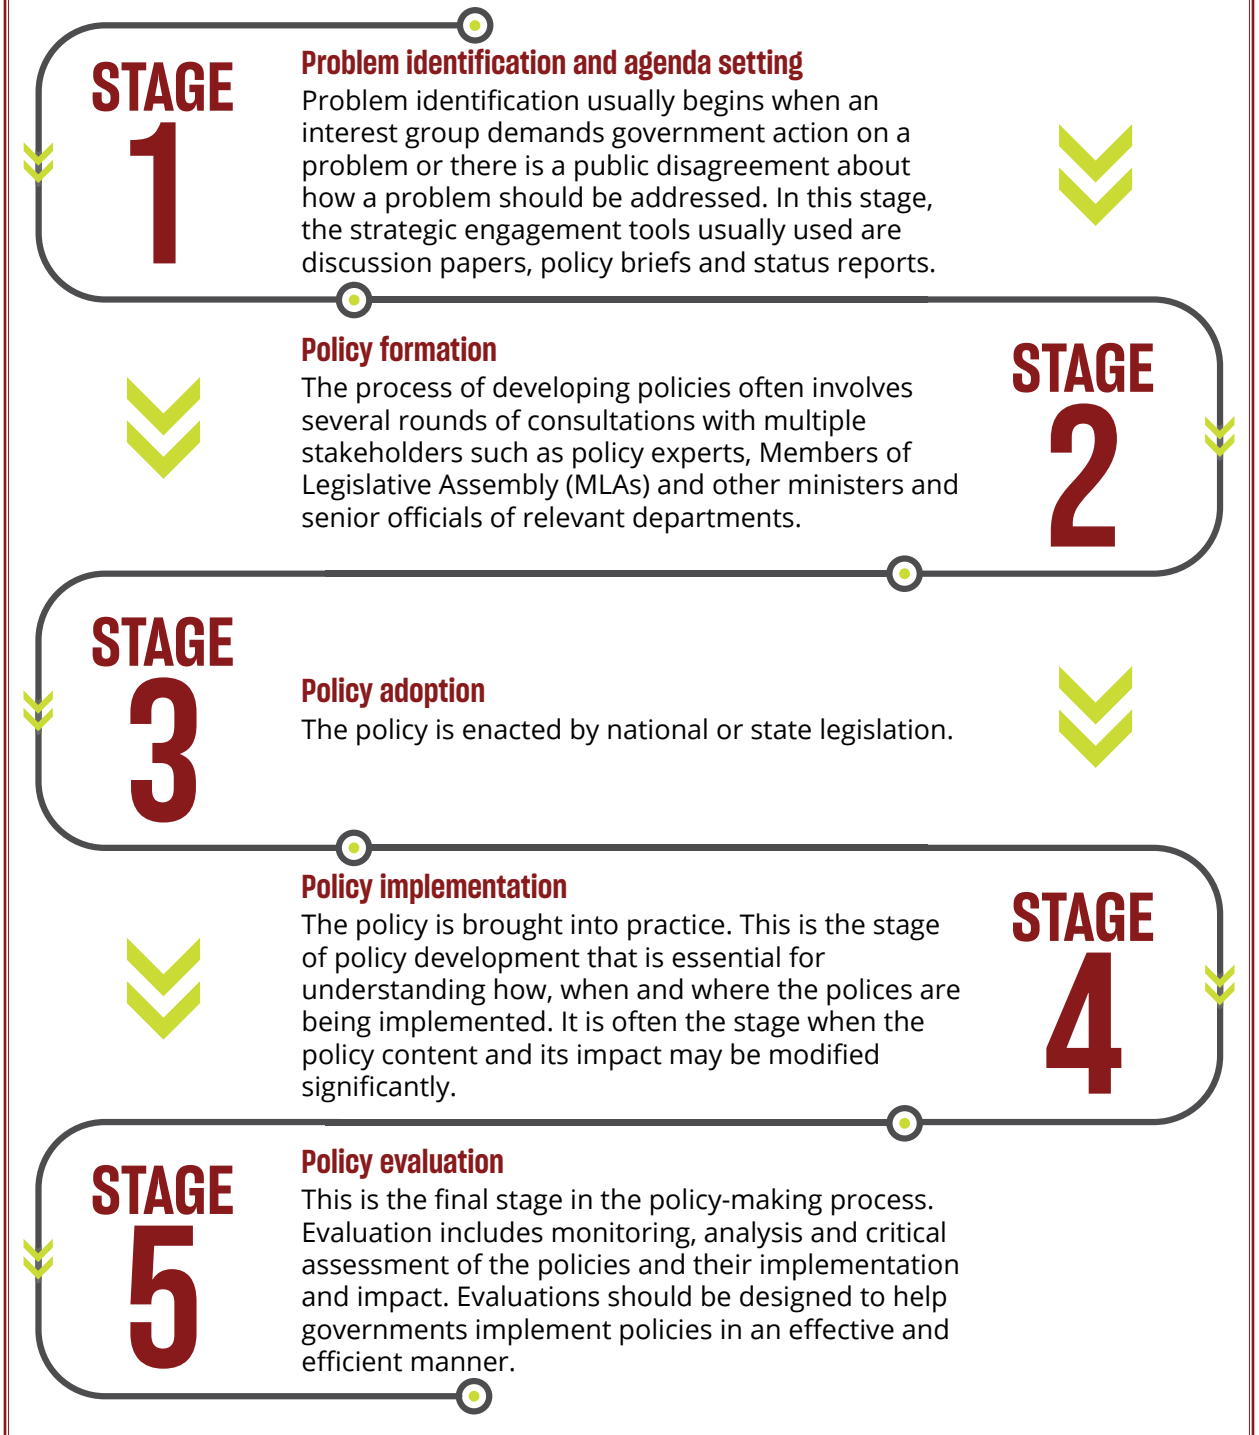 STAGE
1
Problem identification and agenda setting
Problem identification usually begins when an
interest group demands government action on a
problem or there is a public disagreement about
how a problem should be addressed. In this stage,
the strategic engagement tools usually used are
discussion papers, policy briefs and status reports.
Policy formation
The process of developing policies often involves
several rounds of consultations with multiple
stakeholders such as policy experts, Members of
Legislative Assembly (MLAs) and other ministers and
senior officials of relevant departments.
STAGE
2
STAGE
3
Policy adoption
The policy is enacted by national or state legislation.
Policy implementation
The policy is brought into practice. This is the stage
of policy development that is essential for
understanding how, when and where the polices are
being implemented. It is often the stage when the
policy content and its impact may be modified
significantly.
STAGE
4
STAGE
5
Policy evaluation
This is the final stage in the policy-making process.
Evaluation includes monitoring, analysis and critical
assessment of the policies and their implementation
and impact. Evaluations should be designed to help
governments implement policies in an effective and
efficient manner.